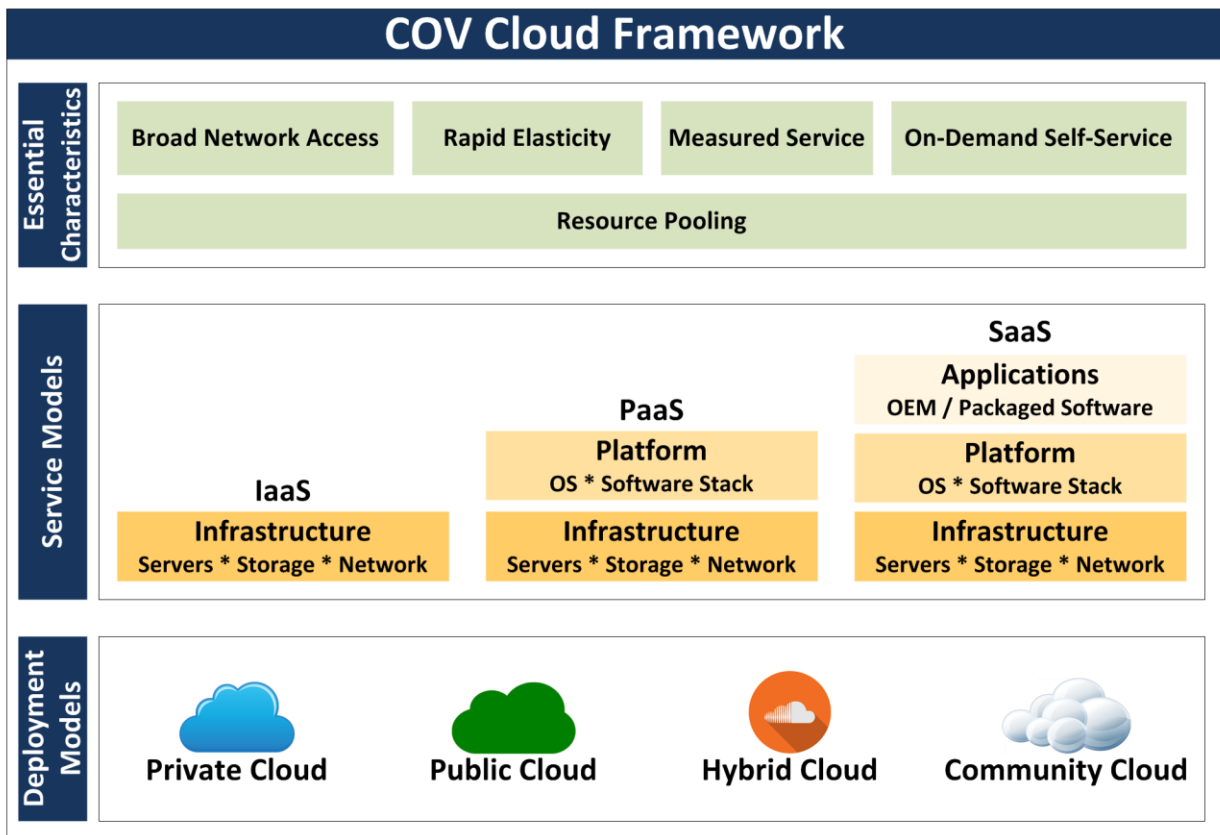 COV Cloud Framework
Essential
Characteristics
Broad Network Access
Rapid Elasticity
Measured Service
On-Demand Self-Service
Resource Pooling
Service Models
IaaS
Infrastructure
Servers * Storage * Network
PaaS
Platform
OS * Software Stack
Infrastructure
Servers * Storage * Network
SaaS
Applications
OEM / Packaged Software
Platform
OS * Software Stack
Infrastructure
Servers * Storage * Network
Deployment
Models
Private Cloud
Public Cloud
Hybrid Cloud
Community Cloud